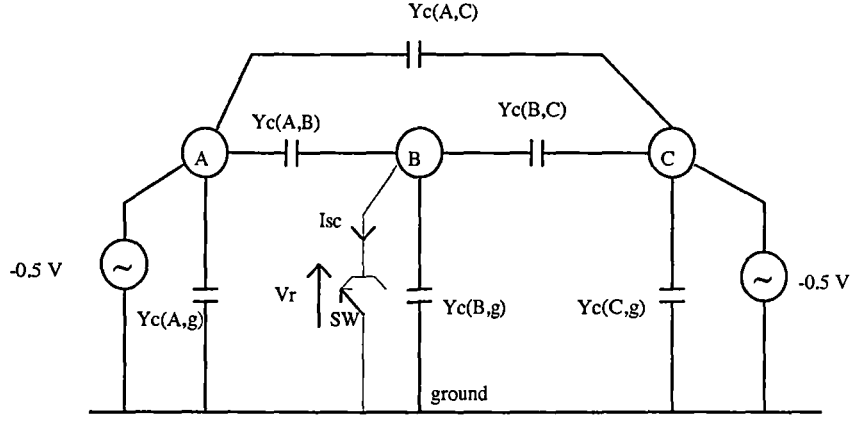 Yc(A,C)
Yc(A,B)
Yc(B,C)
A
B
C
Isc
-0.5 V
Vr
SW
Yc(A,g)
Yc(B,g)
Yc(C,g)
-0.5 V
ground